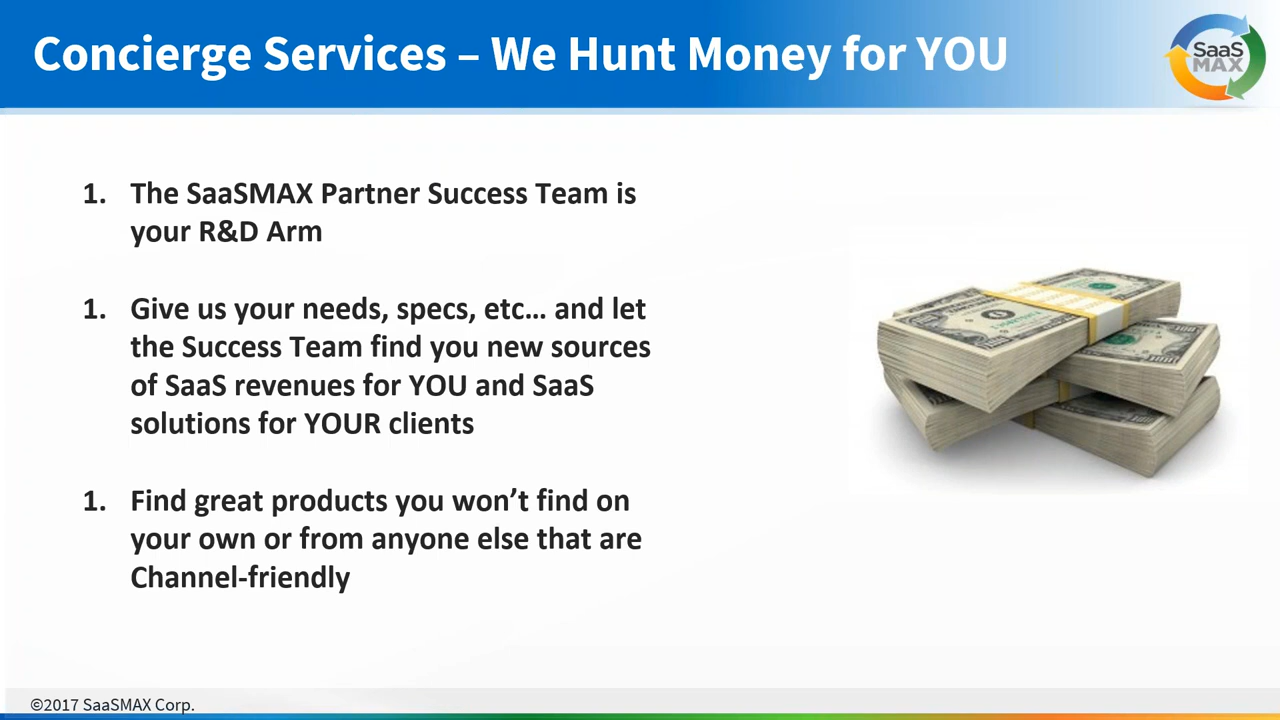 Concierge Services – We Hunt Money for YOU
SaaS
MAX
1. The SaaSMAX Partner Success Team is
your R&D Arm
1. Give us your needs, specs, etc… and let
the Success Team find you new sources
of SaaS revenues for YOU and SaaS
solutions for YOUR clients
1. Find great products you won’t find on
your own or from anyone else that are
Channel-friendly
©2017 SaaSMAX Corp.